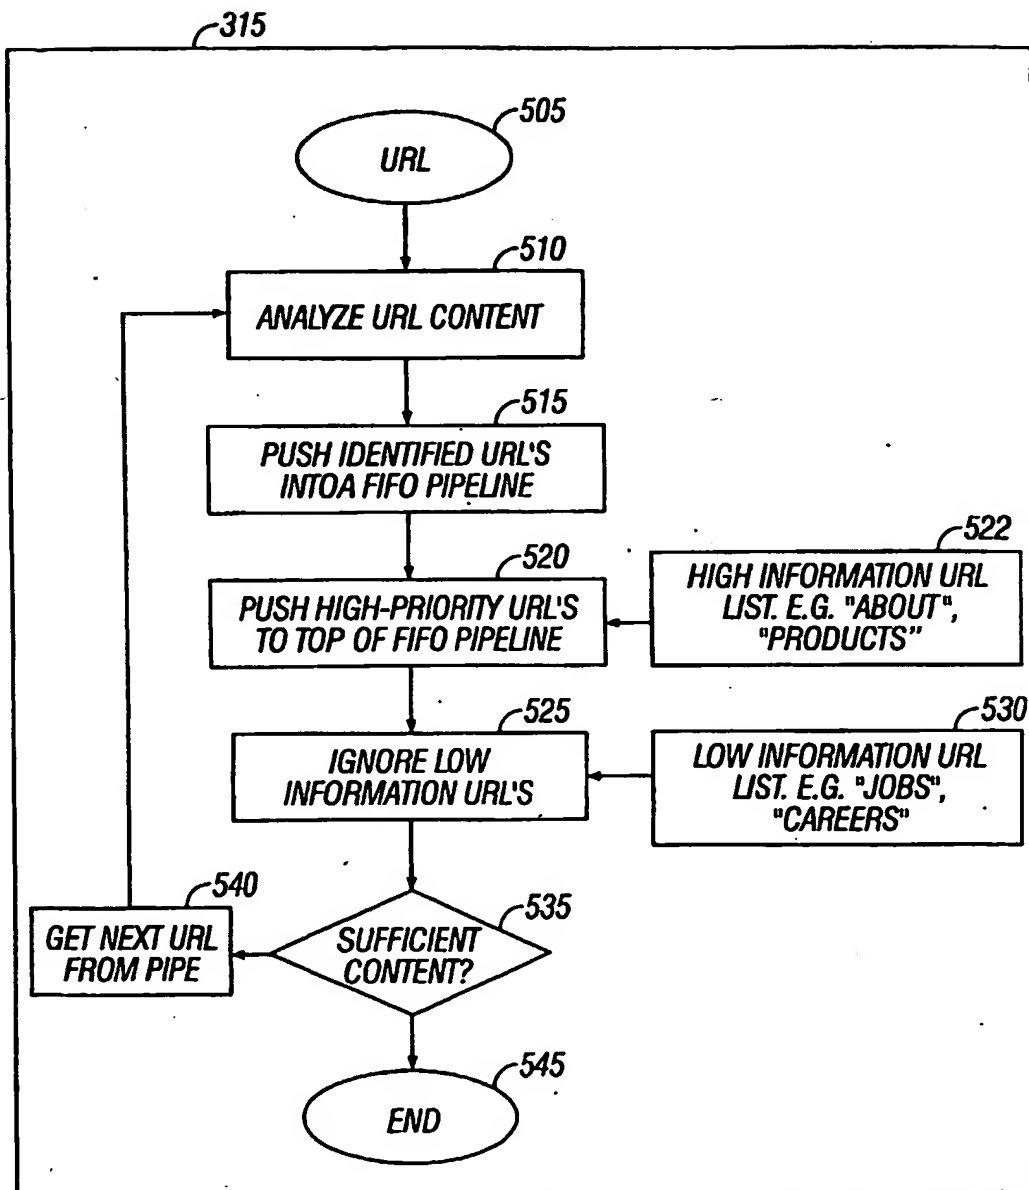 315
505
URL
510
ANALYZE URL CONTENT
515
PUSH IDENTIFIED URL'S
INTOA FIFO PIPELINE
520
PUSH HIGH-PRIORITY URL'S
TO TOP OF FIFO PIPELINE
522
HIGH INFORMATION URL
LIST. E.G. "ABOUT",
"PRODUCTS"
525
IGNORE LOW
INFORMATION URL'S
530
LOW INFORMATION URL
LIST. E.G. "JOBS",
"CAREERS"
535
SUFFICIENT
CONTENT?
540
GET NEXT URL
FROM PIPE
545
END